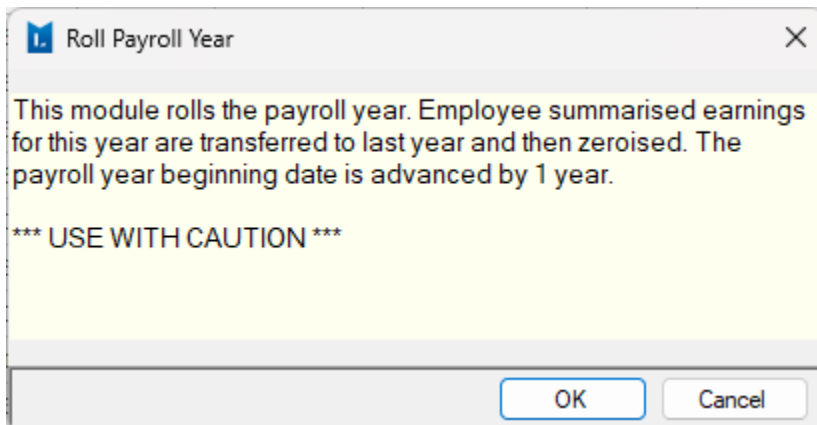 Roll Payroll Year
This module rolls the payroll year. Employee summarised earnings
for this year are transferred to last year and then zeroised. The
payroll year beginning date is advanced by 1 year.
*** USE WITH CAUTION ***
OK
Cancel